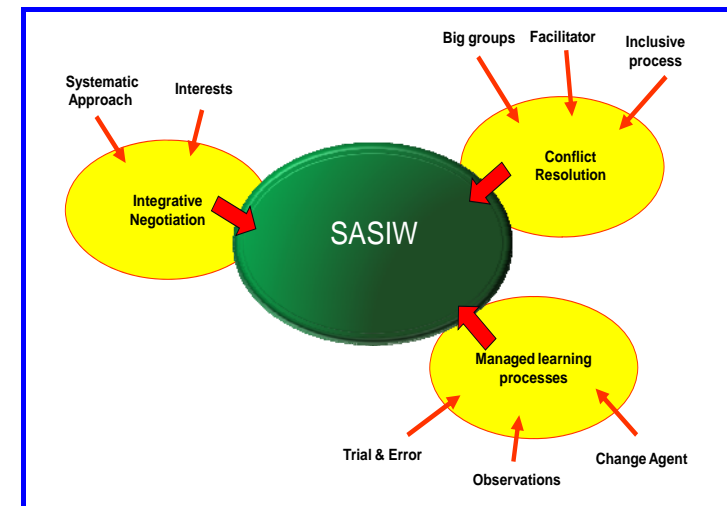 Big groups
Facilitator
Inclusive
process
Systematic
Approach
Interests
Conflict
Resolution
Integrative
Negotiation
SASIW
Managed learning
processes
Trial & Error
Observations
Change Agent